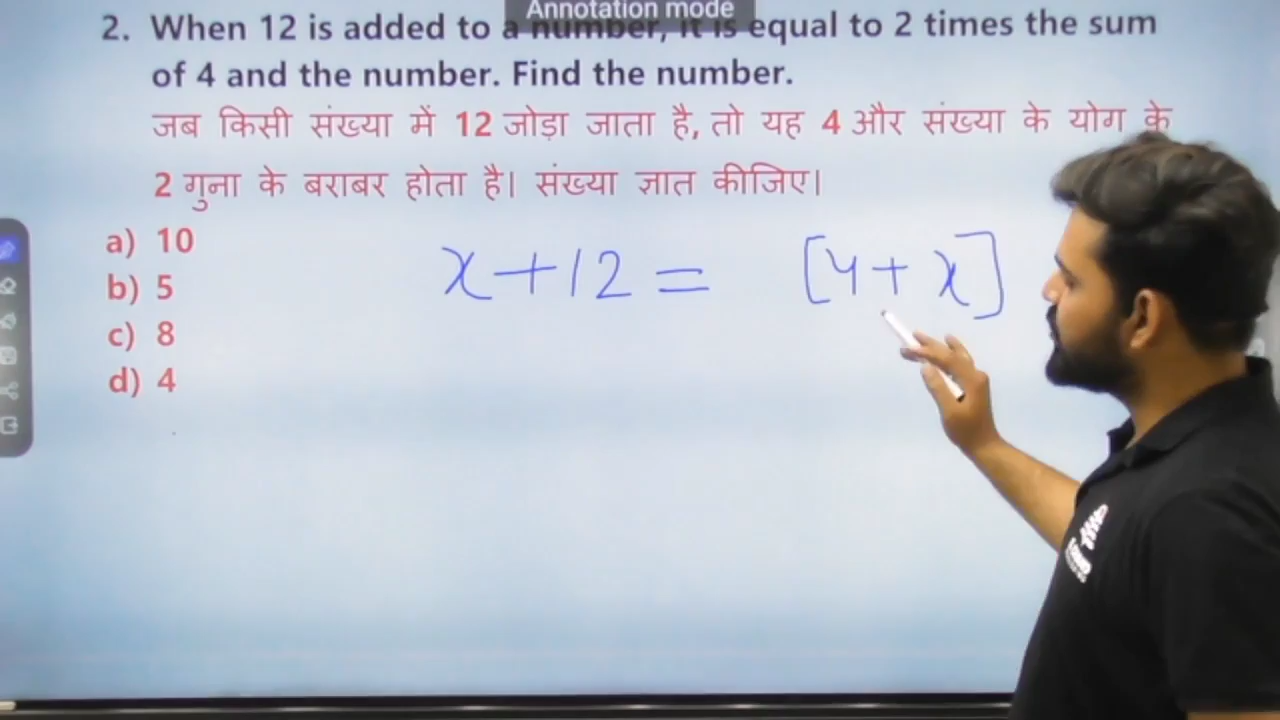 Annotation mode
2. When 12 is added to a number, it is equal to 2 times the sum
of 4 and the number. Find the number.
जब किसी संख्या में 12 जोड़ा जाता है, तो यह 4 और संख्या के योग के
2 गुना के बराबर होता है। संख्या ज्ञात कीजिए।
a) 10
b) 5
c) 8
d) 4
x+12= [4+x]